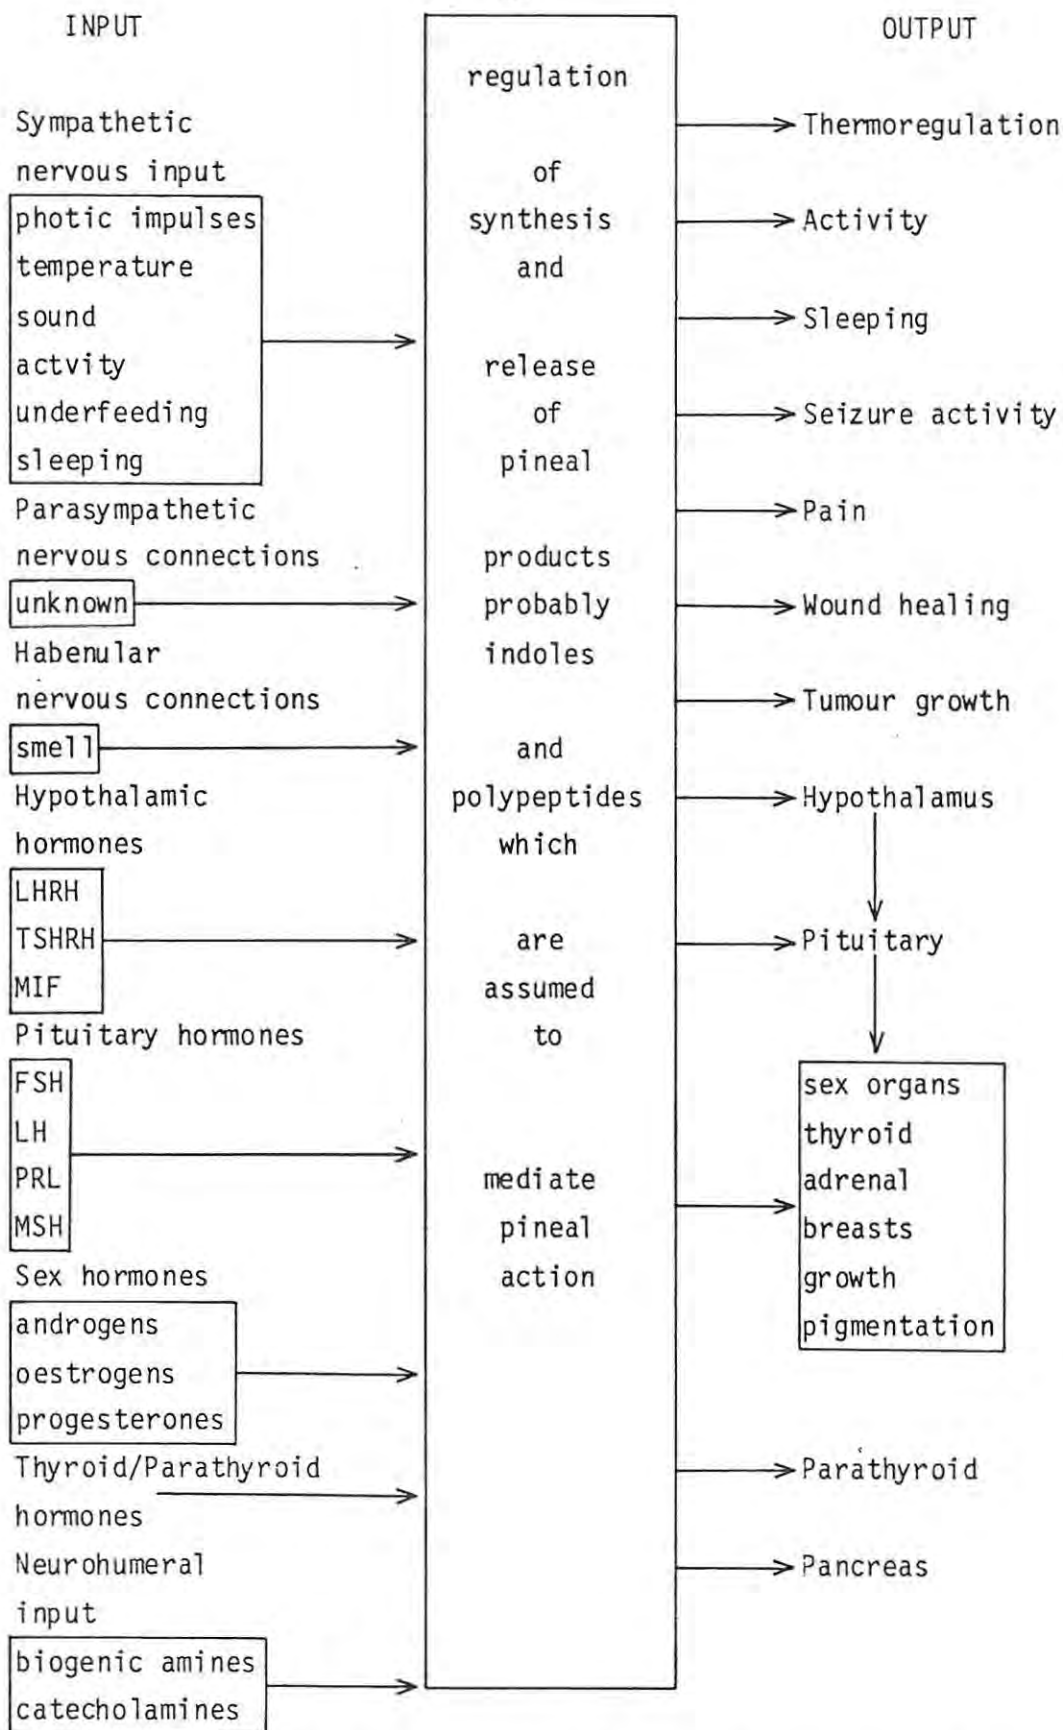 INPUT
Sympathetic
nervous input
photic impulses
temperature
sound
actvity
underfeeding
sleeping
Parasympathetic
nervous connections
unknown
Habenular
nervous connections
smell
Hypothalamic
hormones
LHRH
TSHRH
MIF
Pituitary hormones
FSH
LH
PRL
MSH
Sex hormones
androgens
oestrogens
progesterones
Thyroid/Parathyroid
hormones
Neurohumeral
input
biogenic amines
catecholamines
regulation
of
synthesis
and
release
of
pineal
products
probably
indoles
and
polypeptides
which
are
assumed
to
mediate
pineal
action
OUTPUT
Thermoregulation
Activity
Sleeping
Seizure activity
Pain
Wound healing
Tumour growth
Hypothalamus
Pituitary
sex organs
thyroid
adrenal
breasts
growth
pigmentation
Parathyroid
Pancreas